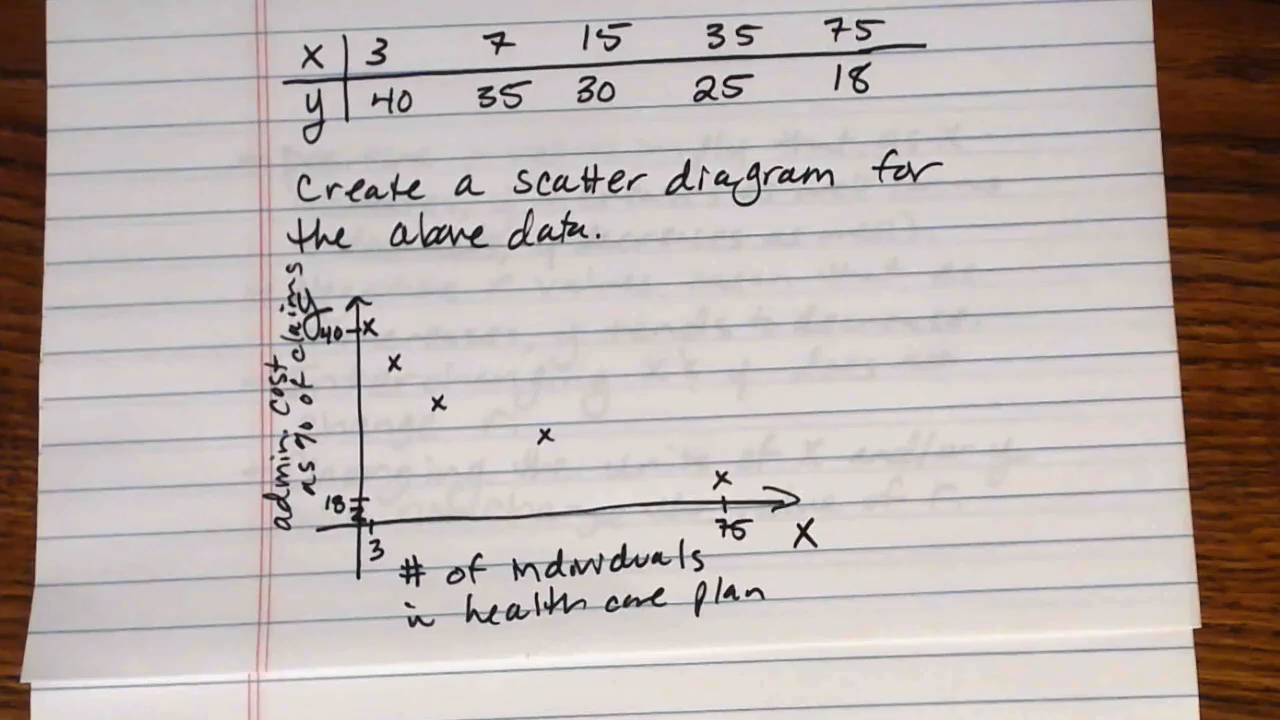 x 3 7 15 35 75
y 40 35 30 25 18
Create a scatter diagram for
the above data.
admin. cost
as % of claims
y
40
18
3
75
x
# of individuals
in health care plan